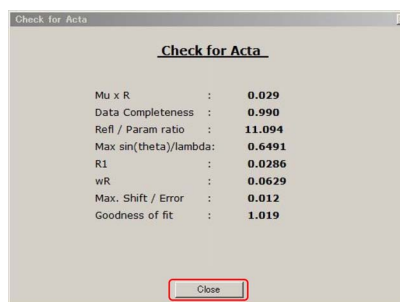 Check for Acta
Check for Acta
Mu x R : 0.029
Data Completeness : 0.990
Refl / Param ratio : 11.094
Max sin(theta)/lambda: 0.6491
R1 : 0.0286
wR : 0.0629
Max. Shift / Error : 0.012
Goodness of fit : 1.019
Close